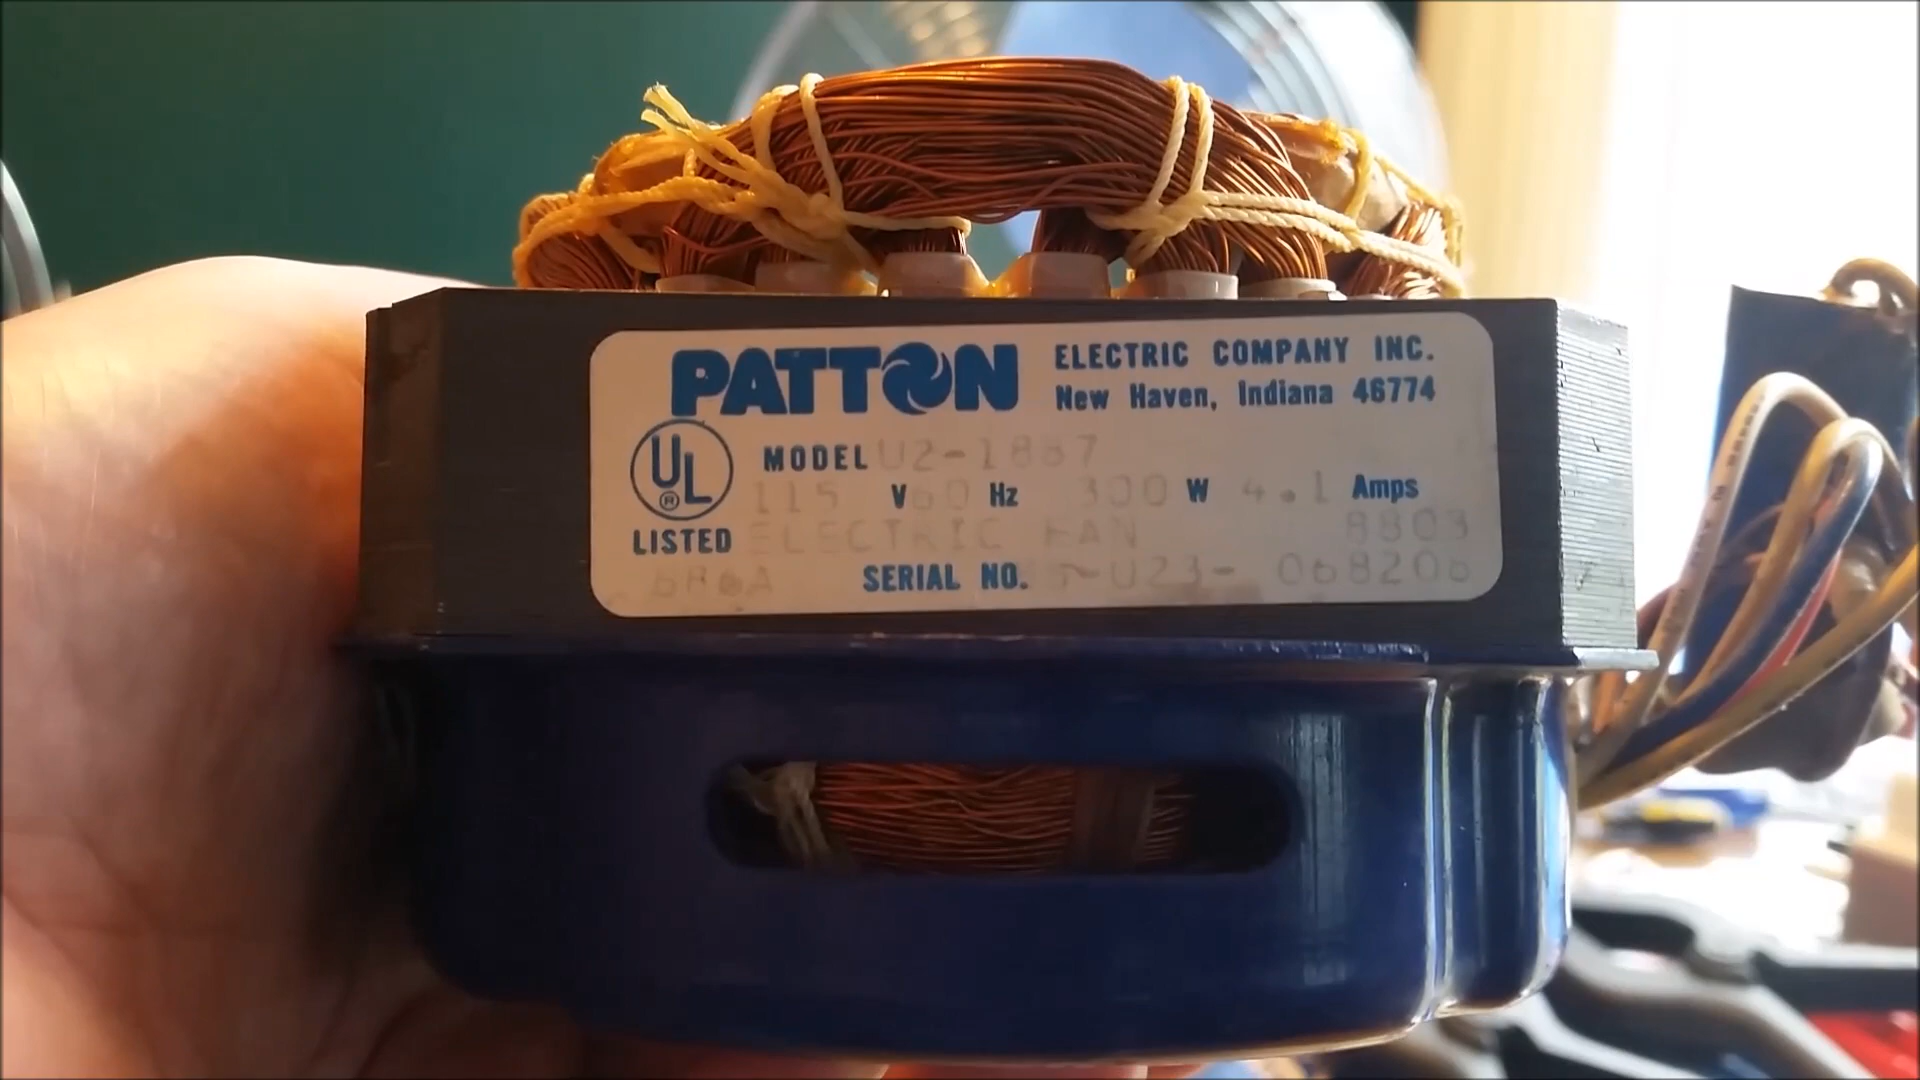 PATTON
ELECTRIC COMPANY INC.
New Haven, Indiana 46774
UL
®
LISTED
MODEL U2-1887
115 V 60 Hz 300 W 4.1 Amps
ELECTRIC FAN 8803
SERIAL NO. U23- 068206